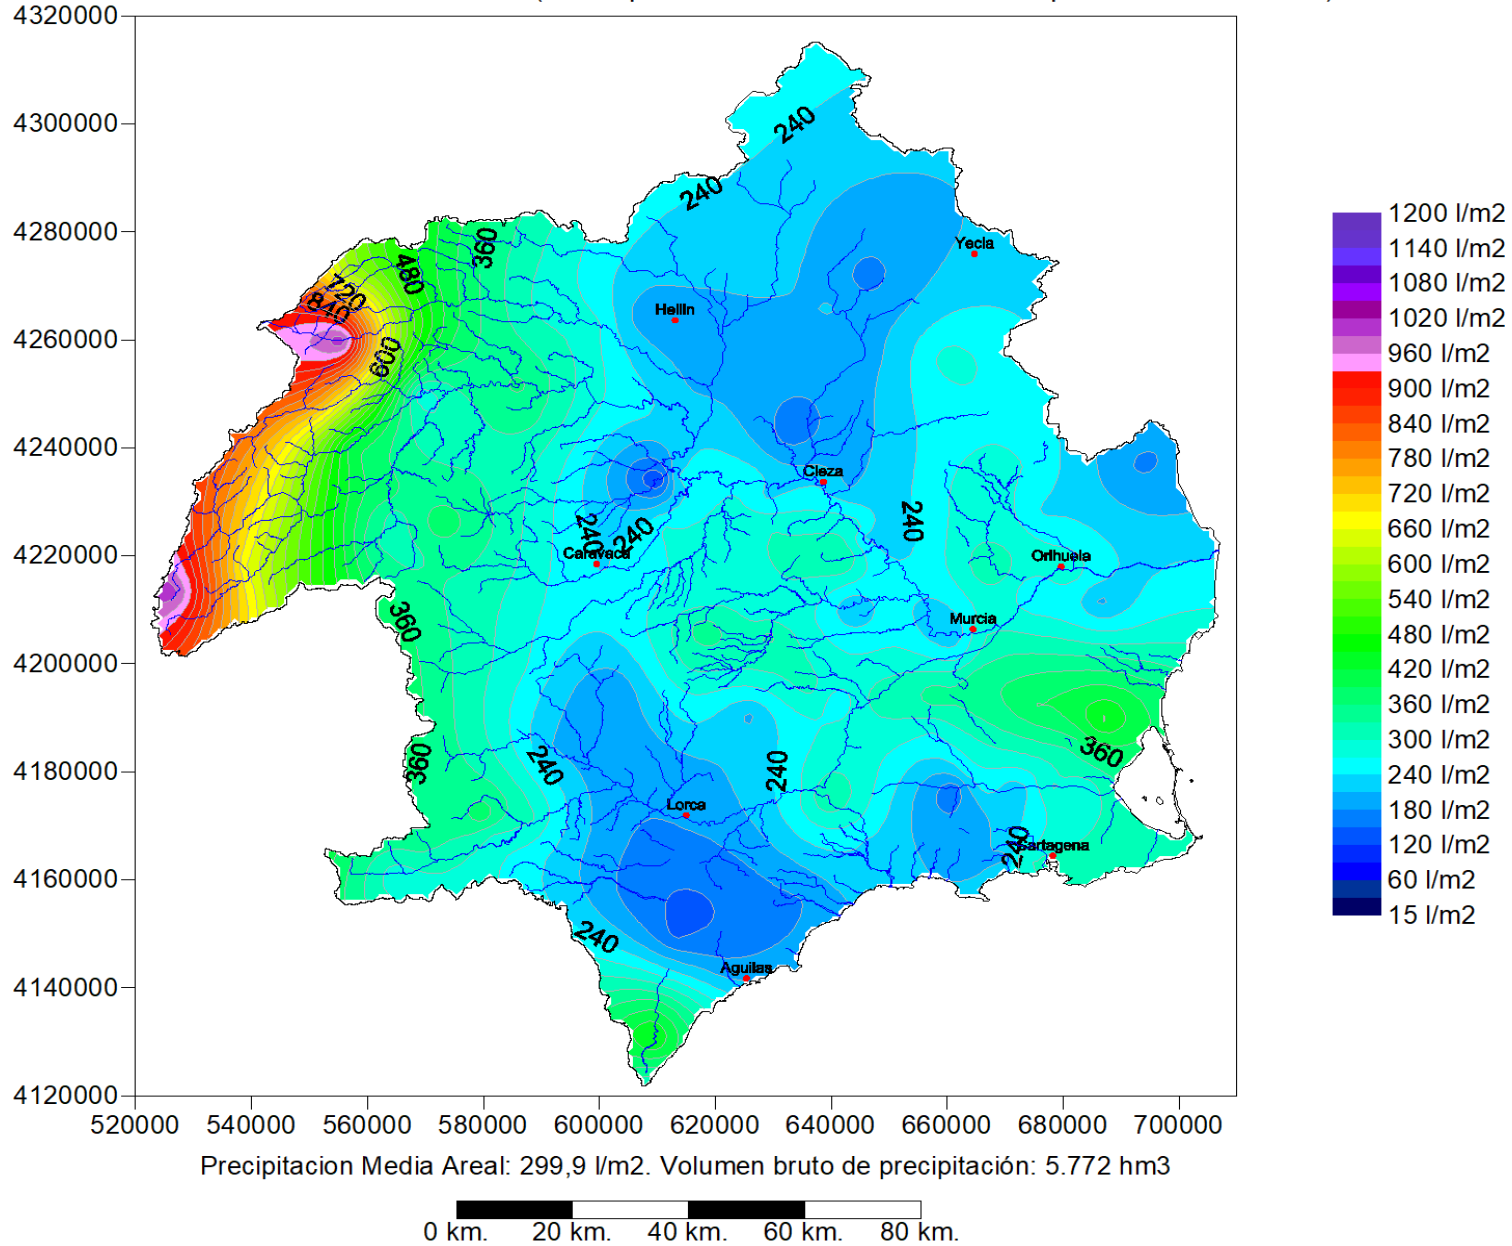 4320000
4300000
4280000
4260000
4240000
4220000
4200000
4180000
4160000
4140000
4120000
520000 540000 560000 580000 600000 620000 640000 660000 680000 700000
240
240
360
480
720
840
600
Yecla
Hellin
Cieza
240
240
240
Caravaca
Orihuela
Murcia
360
360
360
240
240
Lorca
240
Cartagena
240
Aguilas
1200 l/m2
1140 l/m2
1080 l/m2
1020 l/m2
960 l/m2
900 l/m2
840 l/m2
780 l/m2
720 l/m2
660 l/m2
600 l/m2
540 l/m2
480 l/m2
420 l/m2
360 l/m2
300 l/m2
240 l/m2
180 l/m2
120 l/m2
60 l/m2
15 l/m2
Precipitacion Media Areal: 299,9 l/m2. Volumen bruto de precipitación: 5.772 hm3
0 km. 20 km. 40 km. 60 km. 80 km.